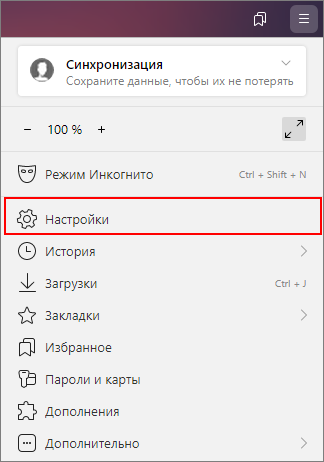 Синхронизация
Сохраните данные, чтобы их не потерять
− 100 % +
Режим Инкогнито Ctrl + Shift + N
Настройки
История
Загрузки Ctrl + J
Закладки
Избранное
Пароли и карты
Дополнения
Дополнительно